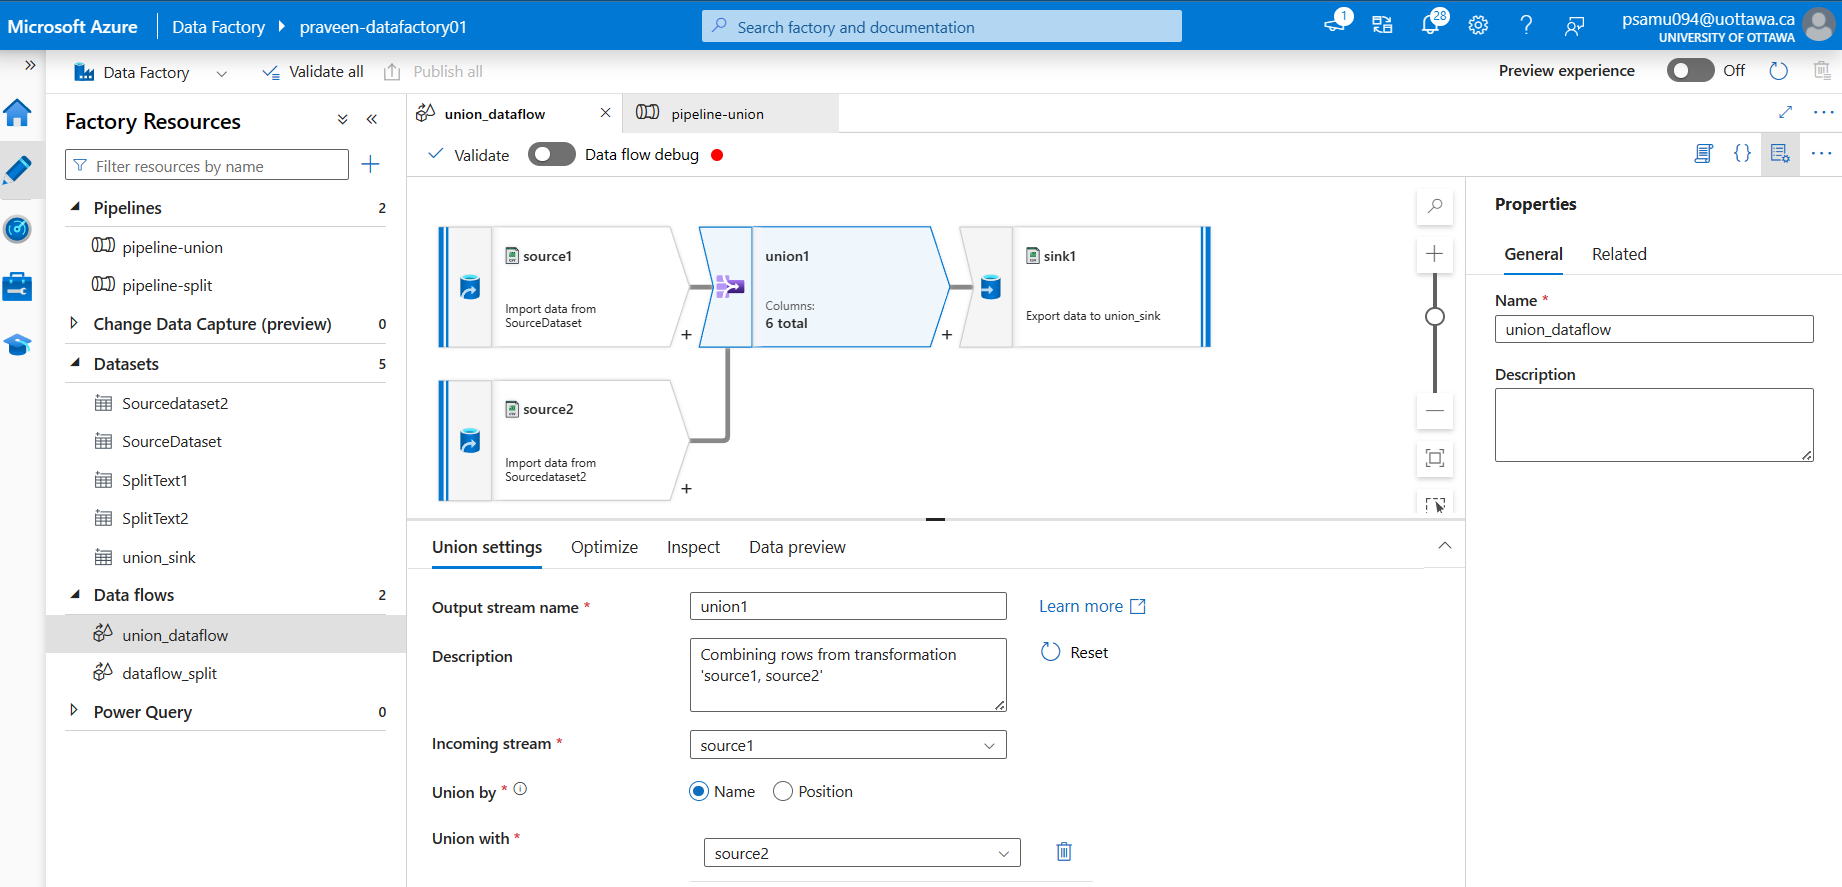 Microsoft Azure
Data Factory
praveen-datafactory01
Search factory and documentation
1
28
psamu094@uottawa.ca
UNIVERSITY OF OTTAWA
Data Factory
Validate all
Publish all
Preview experience
Off
Factory Resources
Filter resources by name
Pipelines 2
pipeline-union
pipeline-split
Change Data Capture (preview) 0
Datasets 5
Sourcedataset2
SourceDataset
SplitText1
SplitText2
union_sink
Data flows 2
union_dataflow
dataflow_split
Power Query 0
union_dataflow
pipeline-union
Validate
Data flow debug
source1
Import data from
SourceDataset
+
union1
Columns:
6 total
+
sink1
Export data to union_sink
source2
Import data from
Sourcedataset2
+
Union settings
Optimize
Inspect
Data preview
Output stream name *
union1
Learn more
Description
Combining rows from transformation
'source1, source2'
Reset
Incoming stream *
source1
Union by *
Name
Position
Union with *
source2
Properties
General
Related
Name *
union_dataflow
Description